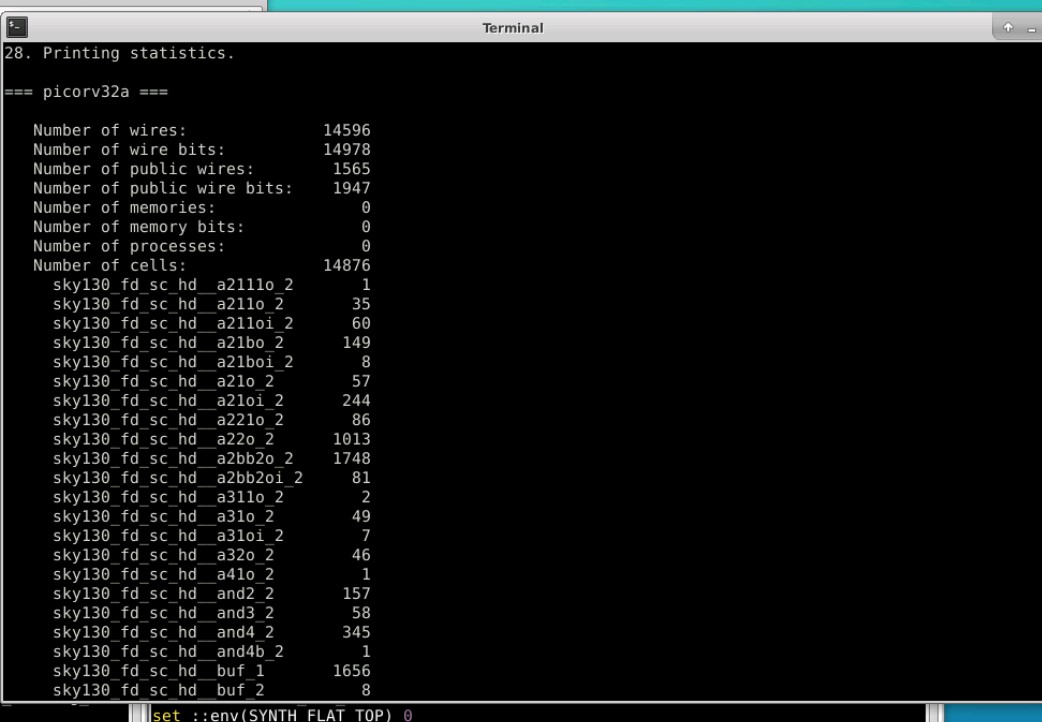 Terminal
28. Printing statistics.
=== picorv32a ===
Number of wires: 14596
Number of wire bits: 14978
Number of public wires: 1565
Number of public wire bits: 1947
Number of memories: 0
Number of memory bits: 0
Number of processes: 0
Number of cells: 14876
sky130_fd_sc_hd__a2111o_2 1
sky130_fd_sc_hd__a211o_2 35
sky130_fd_sc_hd__a211oi_2 60
sky130_fd_sc_hd__a21bo_2 149
sky130_fd_sc_hd__a21boi_2 8
sky130_fd_sc_hd__a21o_2 57
sky130_fd_sc_hd__a21oi_2 244
sky130_fd_sc_hd__a221o_2 86
sky130_fd_sc_hd__a22o_2 1013
sky130_fd_sc_hd__a2bb2o_2 1748
sky130_fd_sc_hd__a2bb2oi_2 81
sky130_fd_sc_hd__a311o_2 2
sky130_fd_sc_hd__a31o_2 49
sky130_fd_sc_hd__a31oi_2 7
sky130_fd_sc_hd__a32o_2 46
sky130_fd_sc_hd__a41o_2 1
sky130_fd_sc_hd__and2_2 157
sky130_fd_sc_hd__and3_2 58
sky130_fd_sc_hd__and4_2 345
sky130_fd_sc_hd__and4b_2 1
sky130_fd_sc_hd__buf_1 1656
sky130_fd_sc_hd__buf_2 8
set ::env(SYNTH_FLAT_TOP) 0